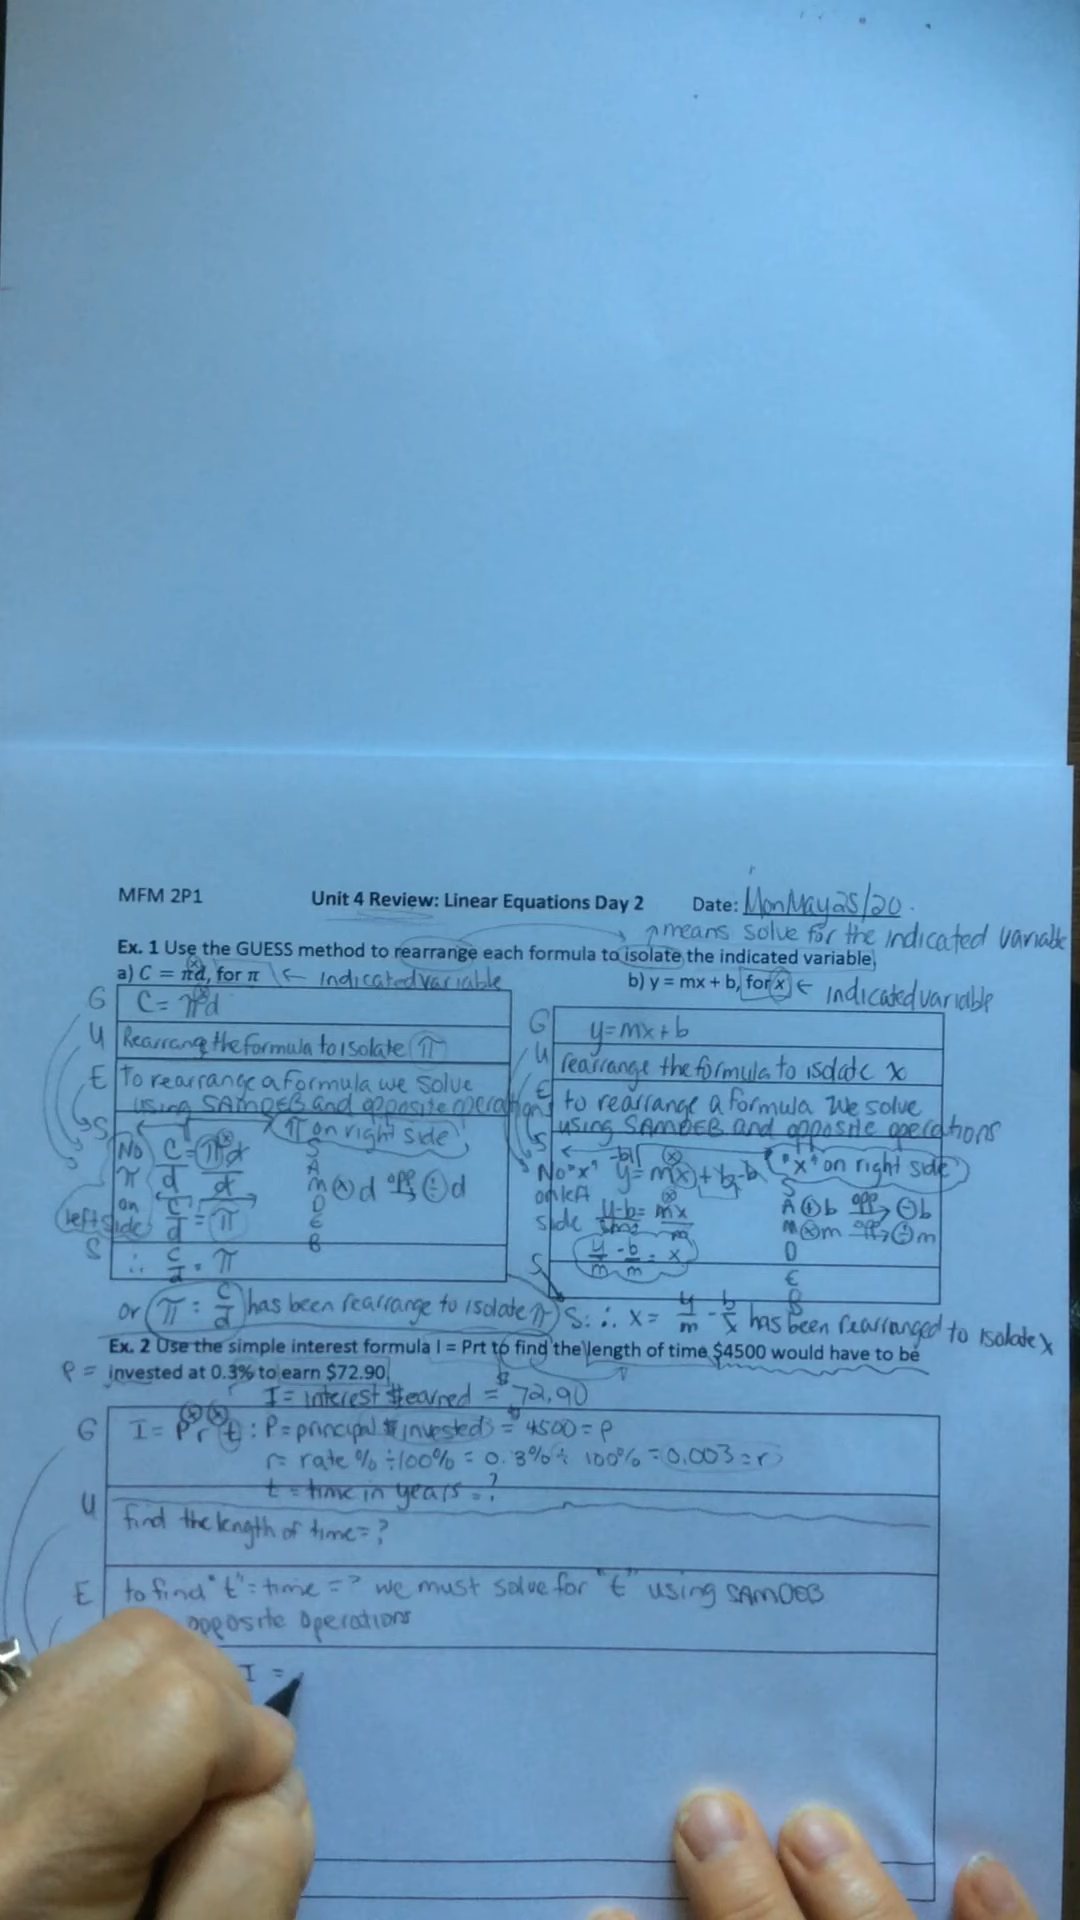 MFM 2P1 Unit 4 Review: Linear Equations Day 2 Date: Mon May 25/20.
means solve for the indicated variable
Ex. 1 Use the GUESS method to rearrange each formula to isolate the indicated variable.
a) C = πd, for π ← indicated variable
b) y = mx + b, for x ← indicated variable
G C = πd
U Rearrange the formula to isolate π
E To rearrange a formula we solve
using SAMDEB and opposite operations
S π on right side
No π on left side
C = πd
d d
C/d = π
S
A
M ⊗d opp → ÷d
D
E
B
S ∴ C/d = π
or π = C/d has been rearrange to isolate π
G y=mx+b
U rearrange the formula to isolate x
E to rearrange a formula we solve
using SAMDEB and opposite operations
S "x" on right side
No "x" on left side
y = mx + b - b
y-b = mx
y/m - b/m = x
S
A ⊕b opp → ⊖b
M ⊗m opp → ÷m
D
E
B
S: ∴ x = y/m - b/x has been rearranged to isolate x
Ex. 2 Use the simple interest formula I = Prt to find the length of time $4500 would have to be
P = invested at 0.3% to earn $72.90
I = interest $ earned = $72.90
G I = Prt : P = principal $ invested = $4500 = P
r = rate % ÷ 100% = 0.3% ÷ 100% = 0.003 = r
t = time in years = ?
U find the length of time = ?
E to find "t" = time = ? we must solve for "t" using SAMDEB
opposite operations
I =